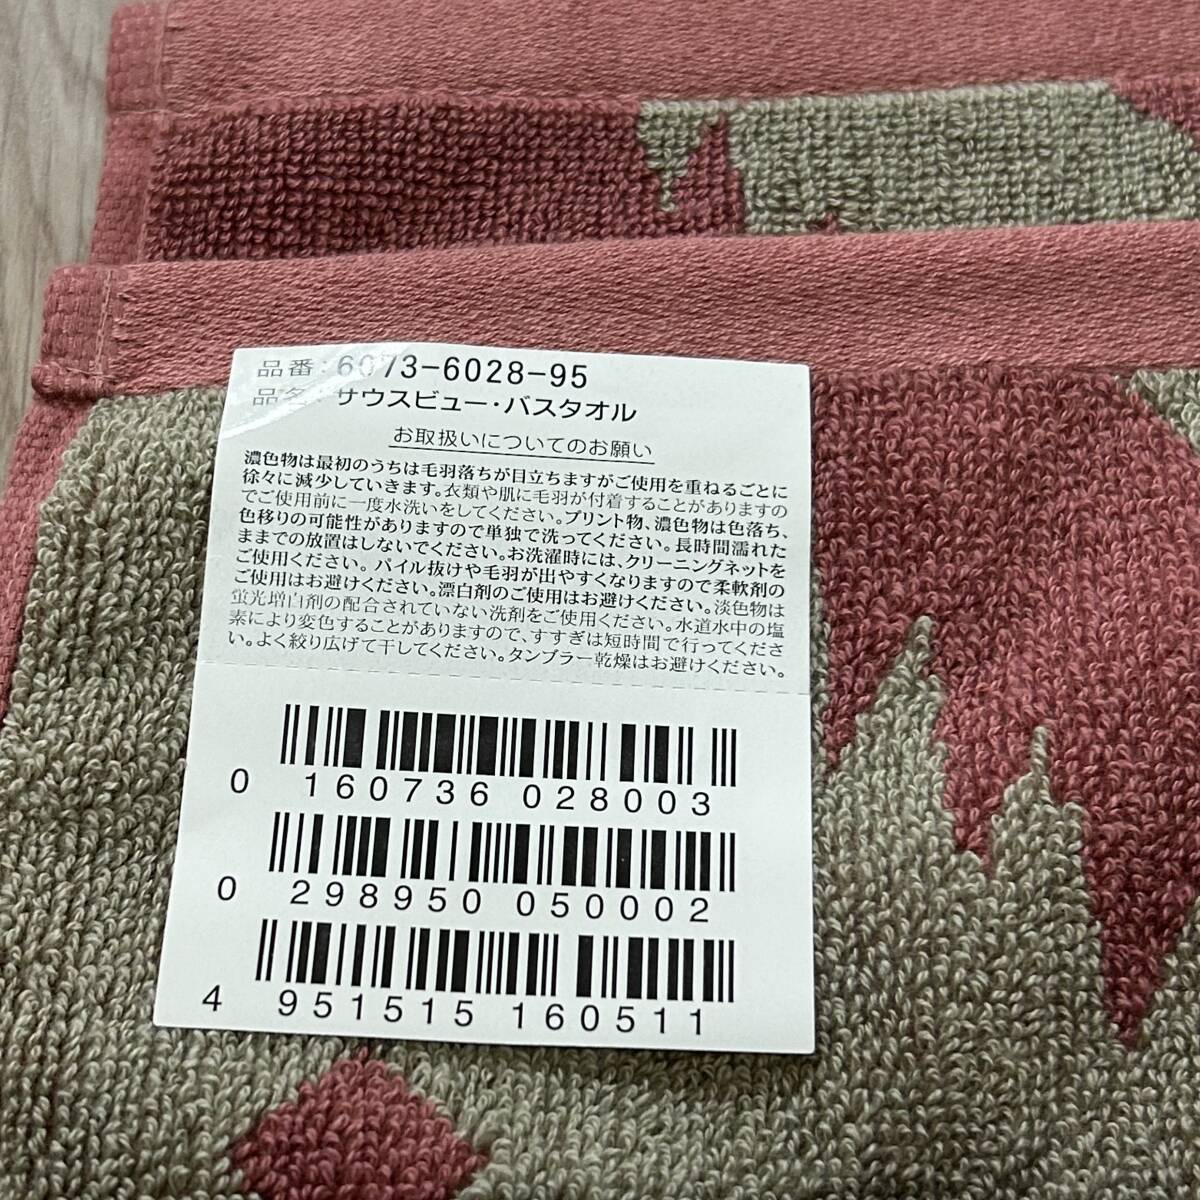 品番：6073-6028-95
品名　サウスビュー・バスタオル
お取扱いについてのお願い
濃色物は最初のうちは毛羽落ちが目立ちますがご使用を重ねるごとに
徐々に減少していきます。衣類や肌に毛羽が付着することがありますの
でご使用前に一度水洗いをしてください。プリント物、濃色物は色落ち、
色移りの可能性がありますので単独で洗ってください。長時間濡れた
ままでの放置はしないでください。お洗濯時には、クリーニングネットを
ご使用ください。パイル抜けや毛羽が出やすくなりますので柔軟剤の
ご使用はお避けください。漂白剤のご使用はお避けください。淡色物は
蛍光増白剤の配合されていない洗剤をご使用ください。水道水中の塩
素により変色することがありますので、すすぎは短時間で行ってくださ
い。よく絞り広げて干してください。タンブラー乾燥はお避けください。
0 160736 028003
0 298950 050002
4 951515 160511